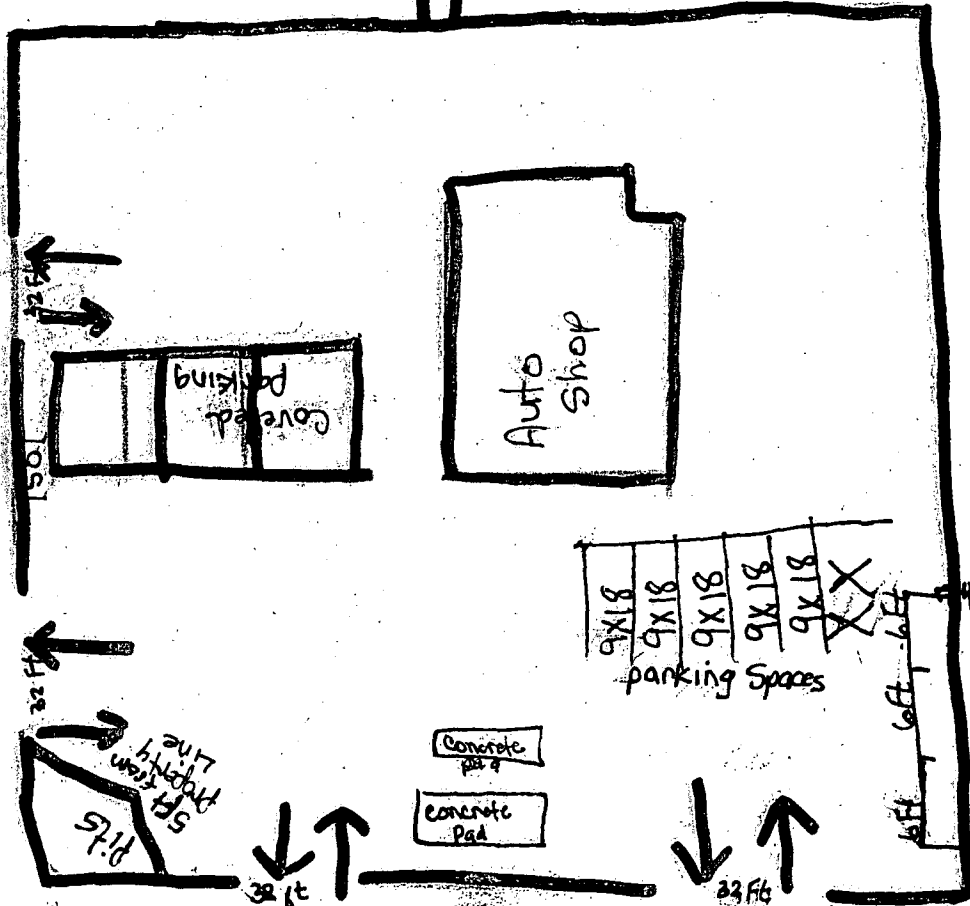 32 Ft
Covered
parking
Auto
Shop
150
9X18
9X18
9X18
9X18
9X18
X
X
parking Spaces
6ft
6ft
6ft
32 Ft
5ft from
property
Line
pits
concrete
pad
concrete
Pad
32 ft
32 Ft